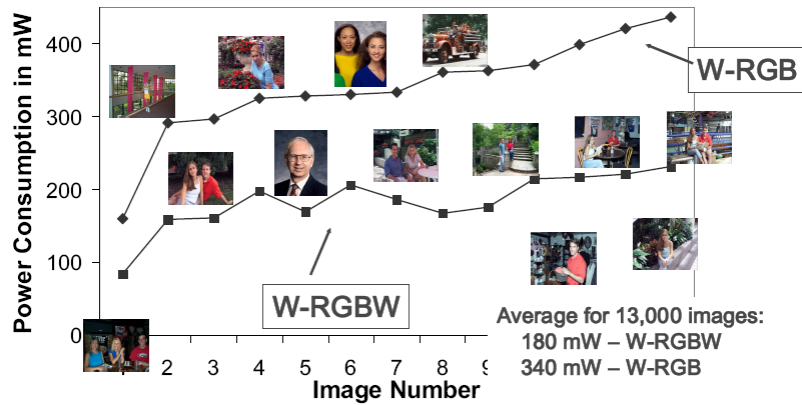 Power Consumption in mW
400
300
200
100
0
W-RGB
W-RGBW
Average for 13,000 images:
180 mW – W-RGBW
340 mW – W-RGB
2 3 4 5 6 7 8 9
Image Number